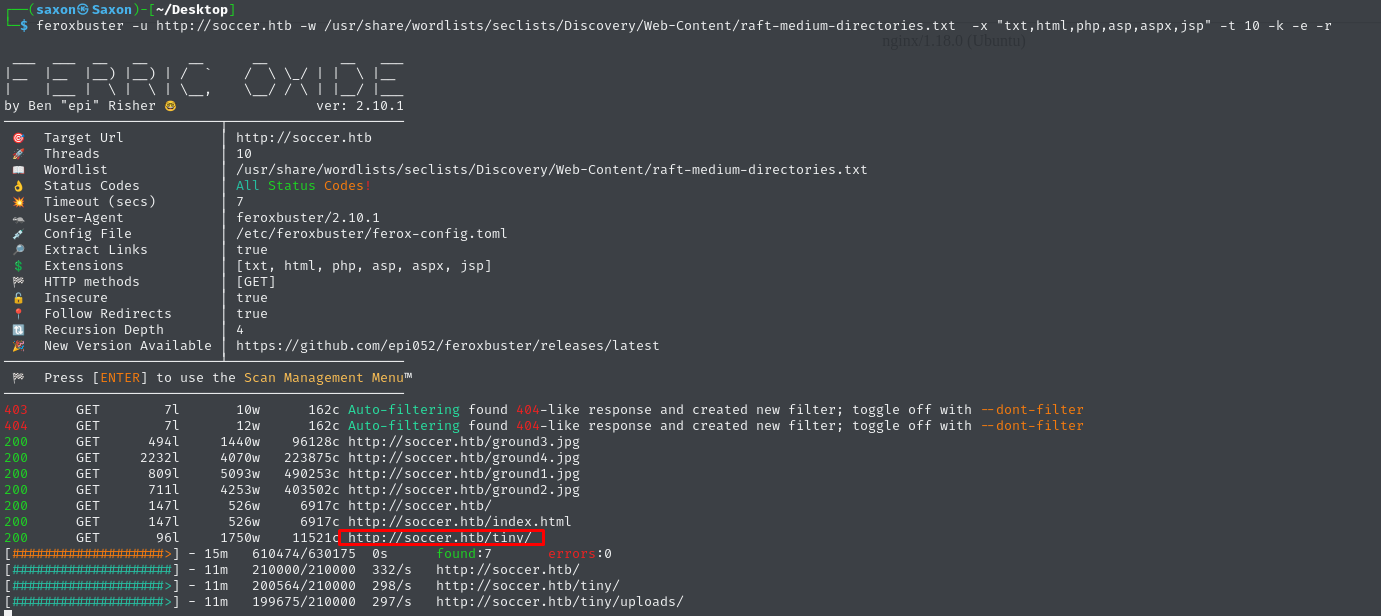 ┌──(saxon㉿Saxon)-[~/Desktop]
└─$ feroxbuster -u http://soccer.htb -w /usr/share/wordlists/seclists/Discovery/Web-Content/raft-medium-directories.txt  -x "txt,html,php,asp,aspx,jsp" -t 10 -k -e -r
nginx/1.18.0 (Ubuntu)
FERRIC OXIDE
by Ben "epi" Risher 🤓 ver: 2.10.1
🎯 Target Url │ http://soccer.htb
🚀 Threads │ 10
📖 Wordlist │ /usr/share/wordlists/seclists/Discovery/Web-Content/raft-medium-directories.txt
👌 Status Codes │ All Status Codes!
💥 Timeout (secs) │ 7
🦡 User-Agent │ feroxbuster/2.10.1
💉 Config File │ /etc/feroxbuster/ferox-config.toml
🔎 Extract Links │ true
💲 Extensions │ [txt, html, php, asp, aspx, jsp]
🏁 HTTP methods │ [GET]
🔓 Insecure │ true
📍 Follow Redirects │ true
🔃 Recursion Depth │ 4
🎉 New Version Available │ https://github.com/epi052/feroxbuster/releases/latest
🏁 Press [ENTER] to use the Scan Management Menu™
403 GET 7l 10w 162c Auto-filtering found 404-like response and created new filter; toggle off with --dont-filter
404 GET 7l 12w 162c Auto-filtering found 404-like response and created new filter; toggle off with --dont-filter
200 GET 494l 1440w 96128c http://soccer.htb/ground3.jpg
200 GET 2232l 4070w 223875c http://soccer.htb/ground4.jpg
200 GET 809l 5093w 490253c http://soccer.htb/ground1.jpg
200 GET 711l 4253w 403502c http://soccer.htb/ground2.jpg
200 GET 147l 526w 6917c http://soccer.htb/
200 GET 147l 526w 6917c http://soccer.htb/index.html
200 GET 96l 1750w 11521c http://soccer.htb/tiny/
[###################>] - 15m 610474/630175 0s found:7 errors:0
[####################] - 11m 210000/210000 332/s http://soccer.htb/
[###################>] - 11m 200564/210000 298/s http://soccer.htb/tiny/
[###################>] - 11m 199675/210000 297/s http://soccer.htb/tiny/uploads/